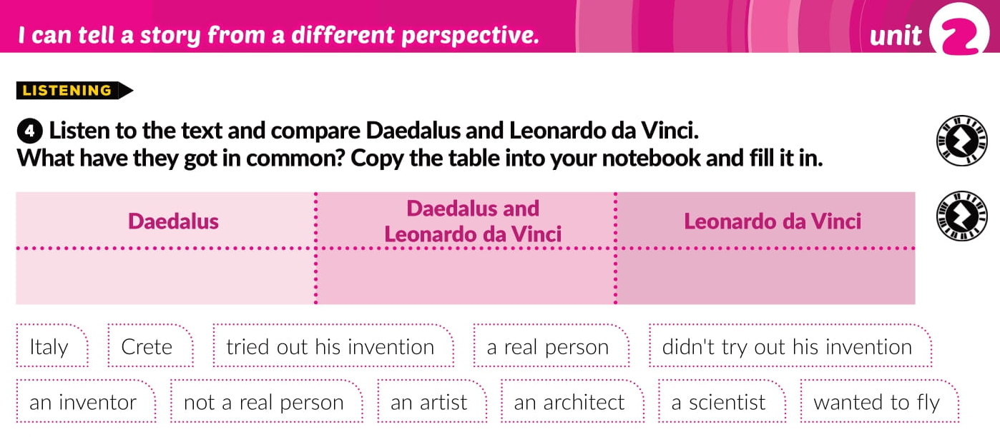 I can tell a story from a different perspective.
unit 2
LISTENING
4 Listen to the text and compare Daedalus and Leonardo da Vinci.
What have they got in common? Copy the table into your notebook and fill it in.
Daedalus
Daedalus and
Leonardo da Vinci
Leonardo da Vinci
Italy
Crete
tried out his invention
a real person
didn't try out his invention
an inventor
not a real person
an artist
an architect
a scientist
wanted to fly